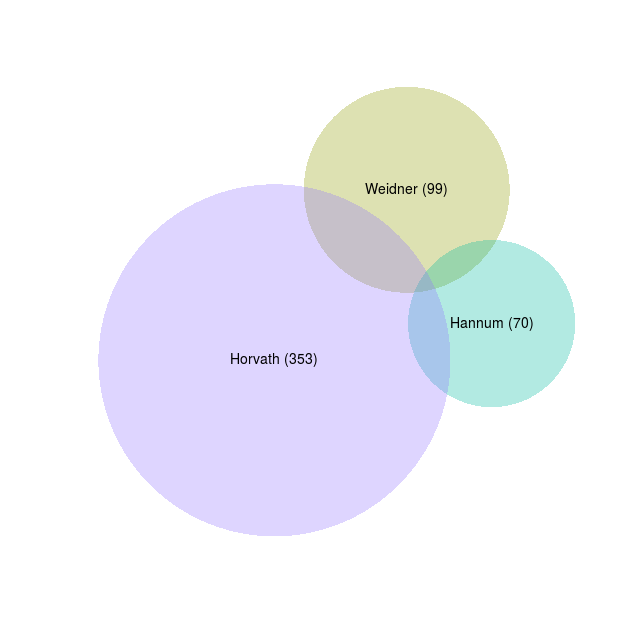 Weidner (99)
Hannum (70)
Horvath (353)